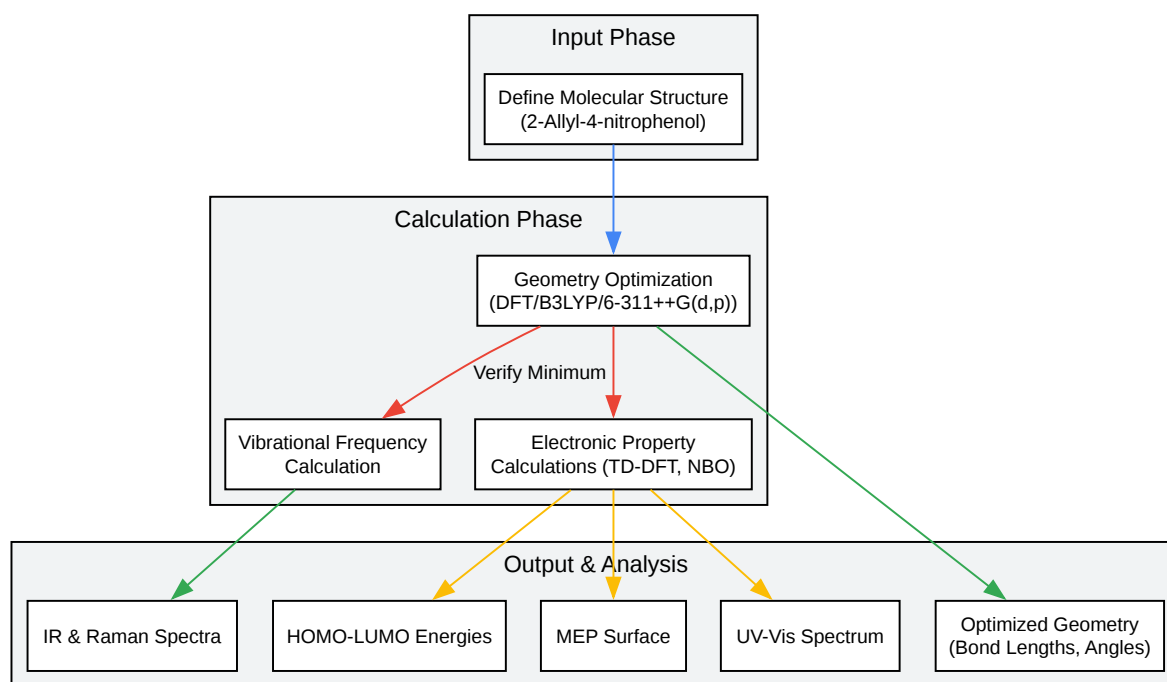 Input Phase
Define Molecular Structure
(2-Allyl-4-nitrophenol)
Calculation Phase
Geometry Optimization
(DFT/B3LYP/6-311++G(d,p))
Verify Minimum
Vibrational Frequency
Calculation
Electronic Property
Calculations (TD-DFT, NBO)
Output & Analysis
IR & Raman Spectra
HOMO-LUMO Energies
MEP Surface
UV-Vis Spectrum
Optimized Geometry
(Bond Lengths, Angles)